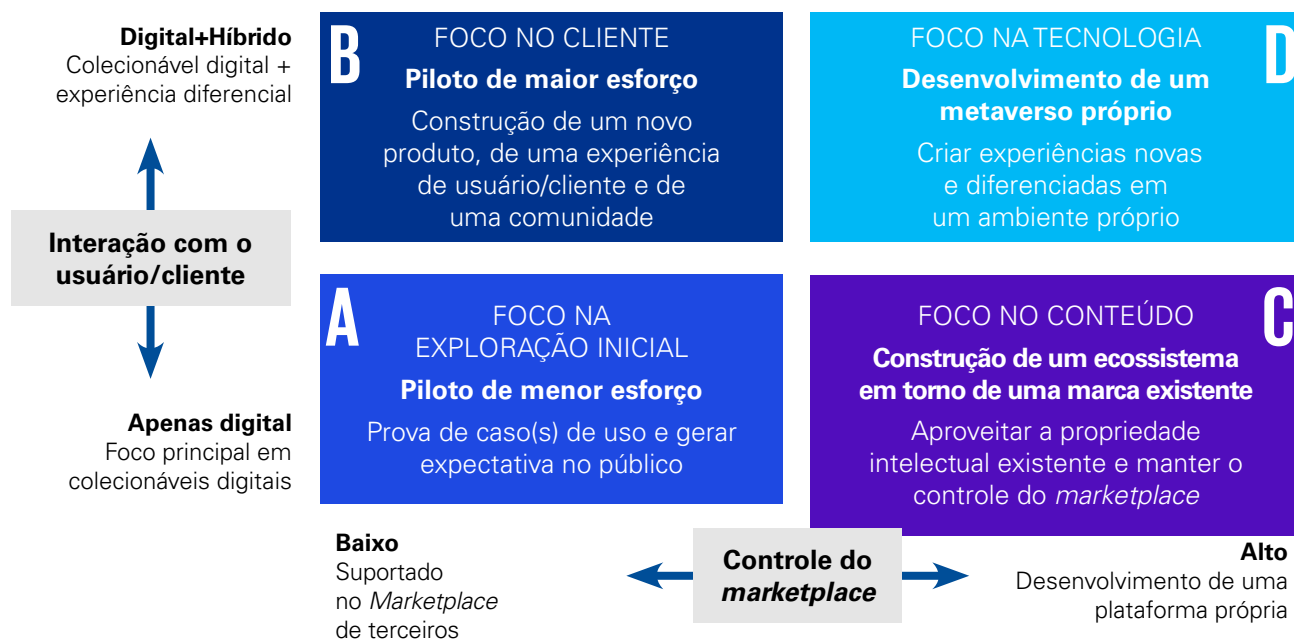 Digital+Híbrido
Colecionável digital +
experiência diferencial
Interação com o
usuário/cliente
Apenas digital
Foco principal em
colecionáveis digitais
B
FOCO NO CLIENTE
Piloto de maior esforço
Construção de um novo
produto, de uma experiência
de usuário/cliente e de
uma comunidade
D
FOCO NA TECNOLOGIA
Desenvolvimento de um
metaverso próprio
Criar experiências novas
e diferenciadas em
um ambiente próprio
A
FOCO NA
EXPLORAÇÃO INICIAL
Piloto de menor esforço
Prova de caso(s) de uso e gerar
expectativa no público
C
FOCO NO CONTEÚDO
Construção de um ecossistema
em torno de uma marca existente
Aproveitar a propriedade
intelectual existente e manter o
controle do marketplace
Baixo
Suportado
no Marketplace
de terceiros
Controle do
marketplace
Alto
Desenvolvimento de uma
plataforma própria